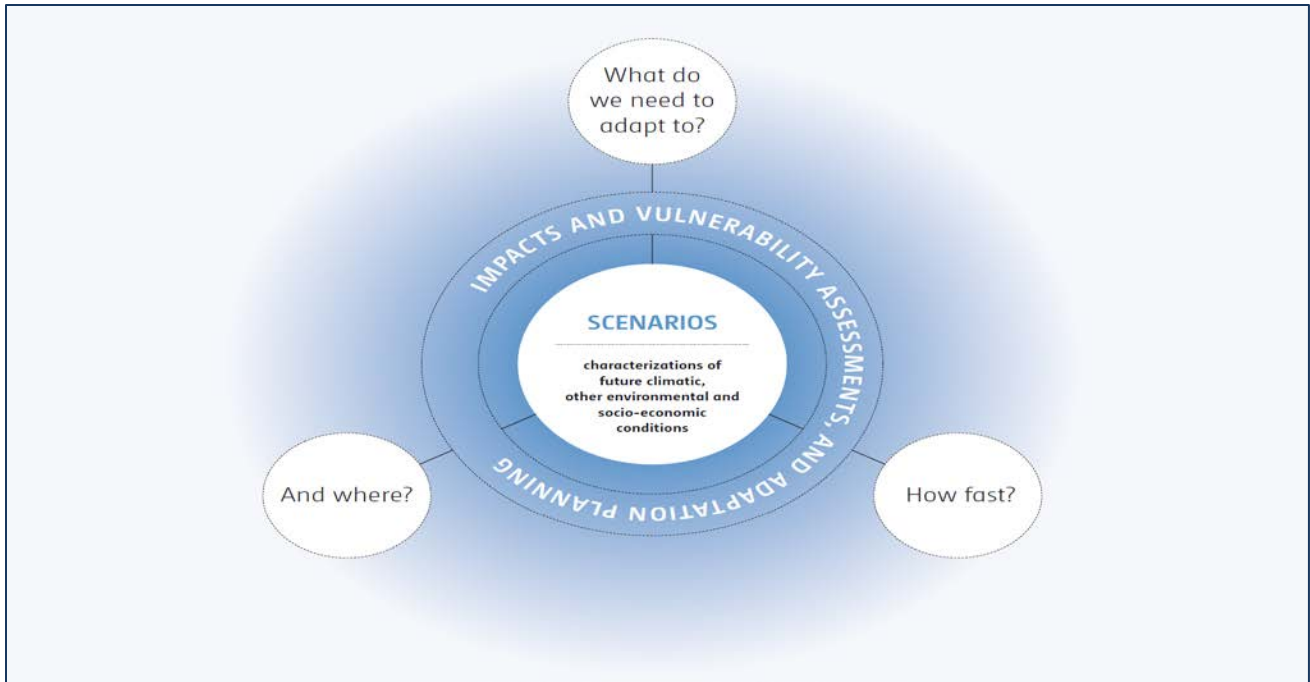 What do
we need to
adapt to?
IMPACTS AND VULNERABILITY ASSESSMENTS, AND ADAPTATION PLANNING
SCENARIOS
characterizations of
future climatic,
other environmental and
socio-economic
conditions
And where?
How fast?